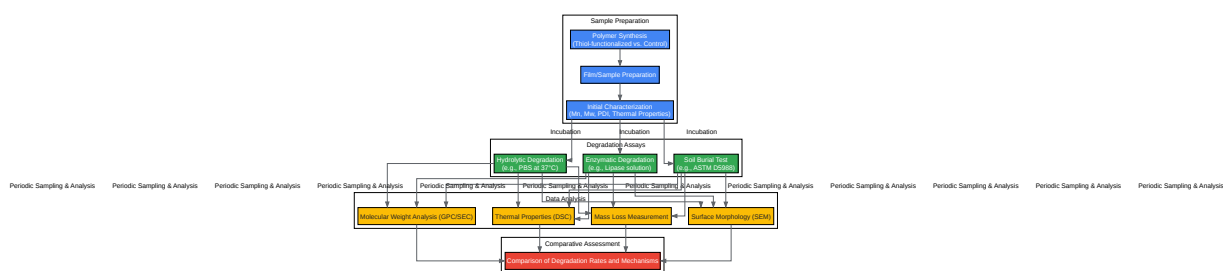 Sample Preparation
Polymer Synthesis
(Thiol-functionalized vs. Control)
Film/Sample Preparation
Initial Characterization
(Mn, Mw, PDI, Thermal Properties)
Incubation Incubation Incubation
Degradation Assays
Hydrolytic Degradation
(e.g., PBS at 37°C)
Enzymatic Degradation
(e.g., Lipase solution)
Soil Burial Test
(e.g., ASTM D5988)
Periodic Sampling & Analysis Periodic Sampling & Analysis Periodic Sampling & Analysis Periodic Sampling & Analysis Periodic Sampling & Analysis Periodic Sampling & Analysis Periodic Sampling & Analysis Periodic Sampling & Analysis Periodic Sampling & Analysis Periodic Sampling & Analysis Periodic Sampling & Analysis Periodic Sampling & Analysis
Data Analysis
Molecular Weight Analysis (GPC/SEC)
Thermal Properties (DSC)
Mass Loss Measurement
Surface Morphology (SEM)
Comparative Assessment
Comparison of Degradation Rates and Mechanisms